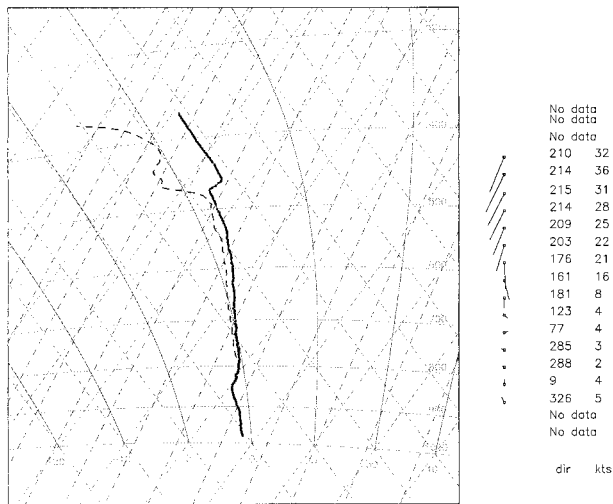 No data
No data
No data
210 32
214 36
215 31
214 28
209 25
203 22
176 21
161 16
181 8
123 4
77 4
285 3
288 2
9 4
326 5
No data
No data
dir kts